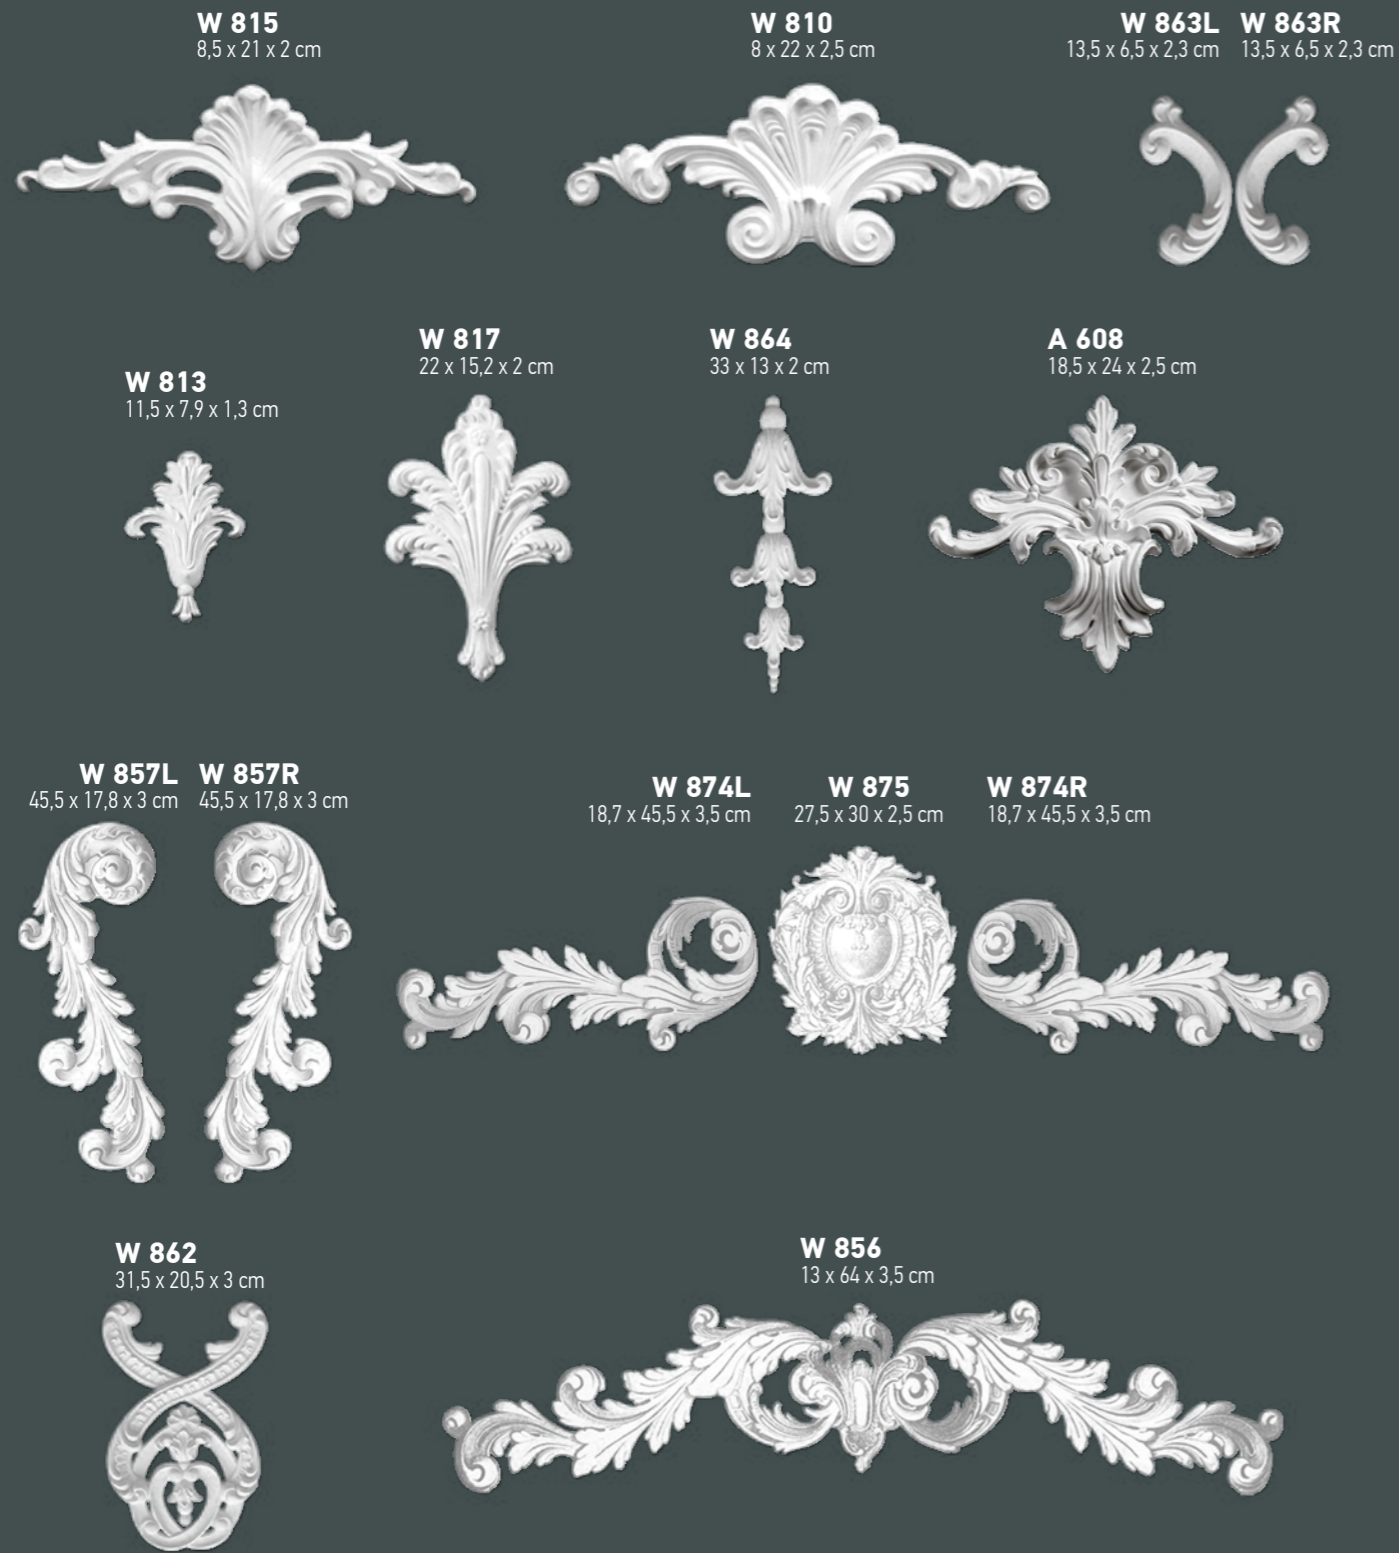 W 815
8,5 x 21 x 2 cm
W 810
8 x 22 x 2,5 cm
W 863L
13,5 x 6,5 x 2,3 cm
W 863R
13,5 x 6,5 x 2,3 cm
W 813
11,5 x 7,9 x 1,3 cm
W 817
22 x 15,2 x 2 cm
W 864
33 x 13 x 2 cm
A 608
18,5 x 24 x 2,5 cm
W 857L
45,5 x 17,8 x 3 cm
W 857R
45,5 x 17,8 x 3 cm
W 874L
18,7 x 45,5 x 3,5 cm
W 875
27,5 x 30 x 2,5 cm
W 874R
18,7 x 45,5 x 3,5 cm
W 862
31,5 x 20,5 x 3 cm
W 856
13 x 64 x 3,5 cm